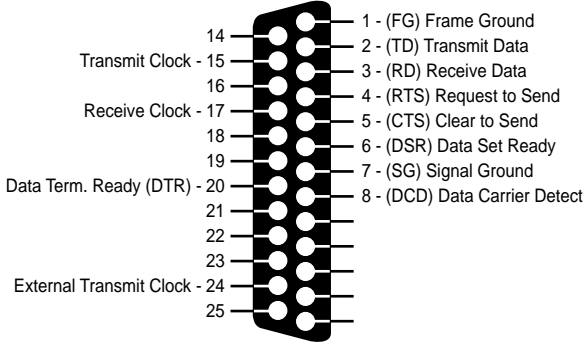 1 - (FG) Frame Ground
14
2 - (TD) Transmit Data
Transmit Clock - 15
3 - (RD) Receive Data
16
4 - (RTS) Request to Send
Receive Clock - 17
5 - (CTS) Clear to Send
18
6 - (DSR) Data Set Ready
19
7 - (SG) Signal Ground
Data Term. Ready (DTR) - 20
8 - (DCD) Data Carrier Detect
21
22
23
External Transmit Clock - 24
25